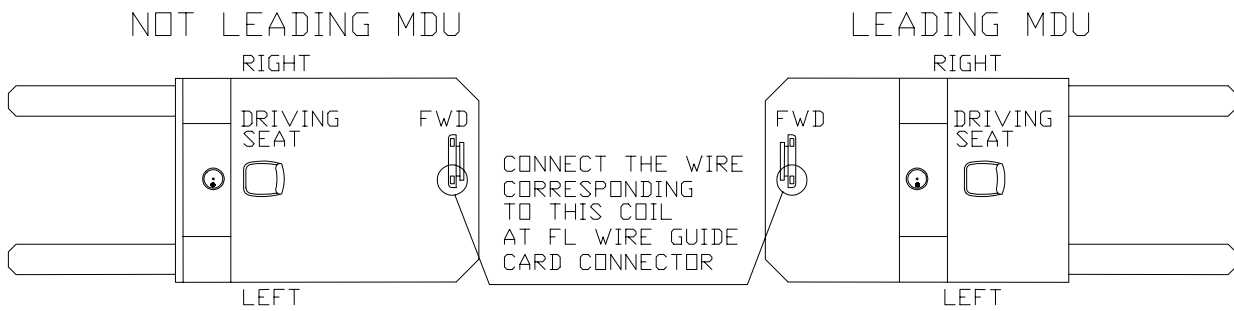 NOT LEADING MDU
LEADING MDU
RIGHT
RIGHT
DRIVING
SEAT
FWD
FWD
DRIVING
SEAT
CONNECT THE WIRE
CORRESPONDING
TO THIS COIL
AT FL WIRE GUIDE
CARD CONNECTOR
LEFT
LEFT